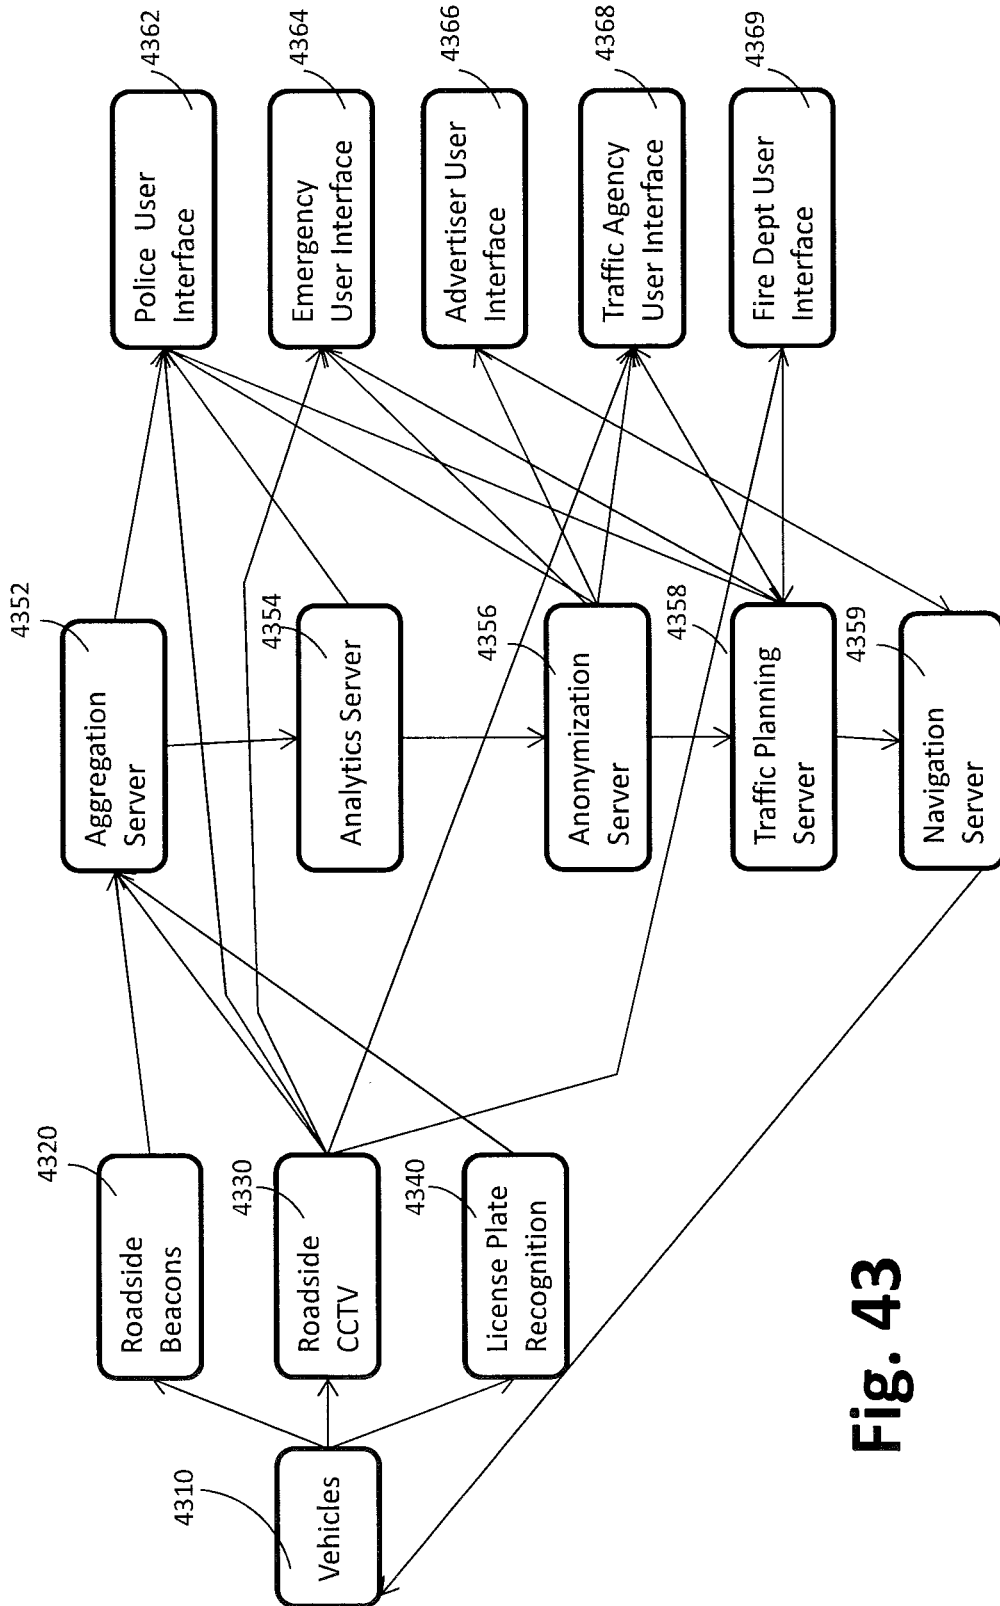 4310
Vehicles
4320
Roadside
Beacons
4330
Roadside
CCTV
4340
License Plate
Recognition
4352
Aggregation
Server
4354
Analytics Server
4356
Anonymization
Server
4358
Traffic Planning
Server
4359
Navigation
Server
4362
Police User
Interface
4364
Emergency
User Interface
4366
Advertiser User
Interface
4368
Traffic Agency
User Interface
4369
Fire Dept User
Interface
Fig. 43